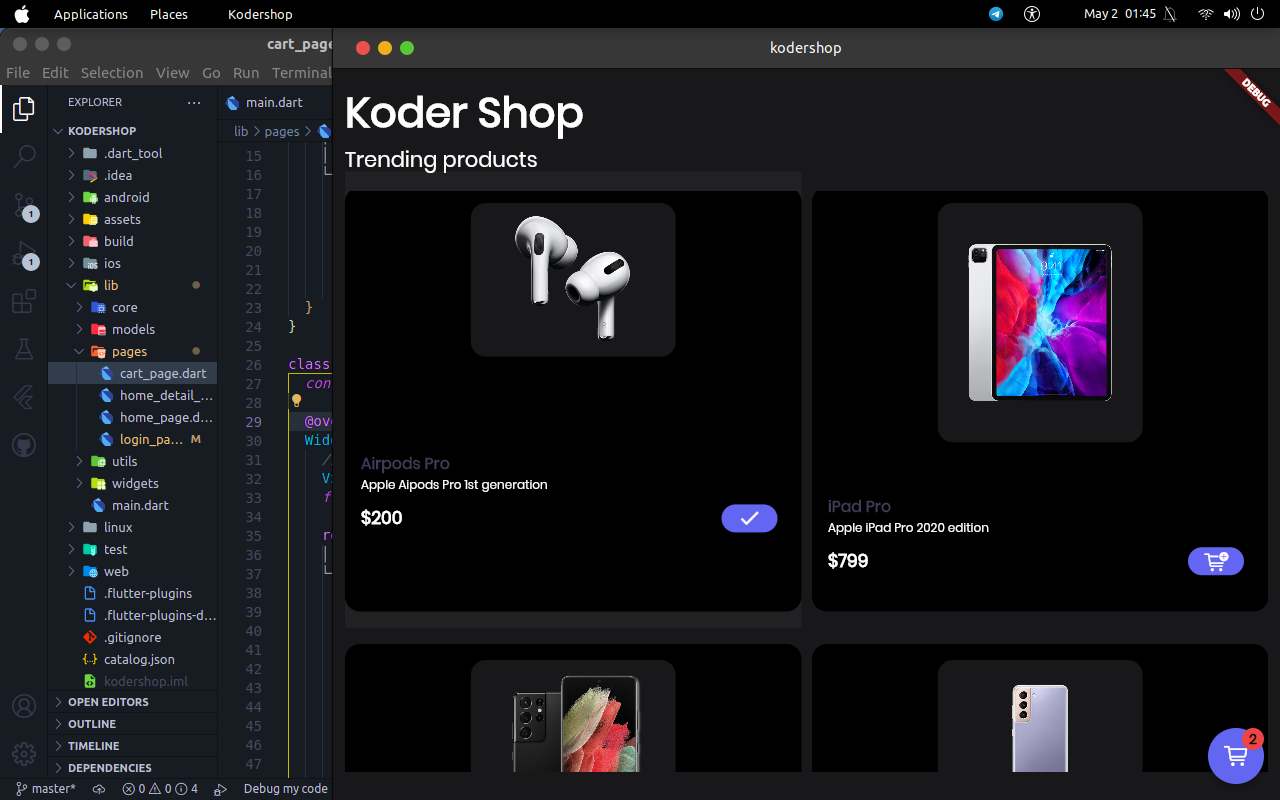 Applications Places Kodershop May 2 01:45
cart_page
kodershop
File Edit Selection View Go Run Terminal
EXPLORER
main.dart
DEBUG
KODERSHOP
lib > pages >
.dart_tool
.idea
android
assets
build
ios
lib
core
models
pages
cart_page.dart
home_detail_...
home_page.d...
login_pa... M
utils
widgets
main.dart
linux
test
web
.flutter-plugins
.flutter-plugins-d...
.gitignore
catalog.json
kodershop.iml
OPEN EDITORS
OUTLINE
TIMELINE
DEPENDENCIES
1
1
15
16
17
18
19
20
21
22
23 }
24 }
25
26 class
27 con
28
29 @ove
30 Wid
31 /
32 V
33 f
34
35 re
36
37
38
39
40
41
42
43
44
45
46
47
master* 0 0 4 Debug my code
Koder Shop
Trending products
Airpods Pro
Apple Aipods Pro 1st generation
$200
9:41
iPad Pro
Apple iPad Pro 2020 edition
$799
2